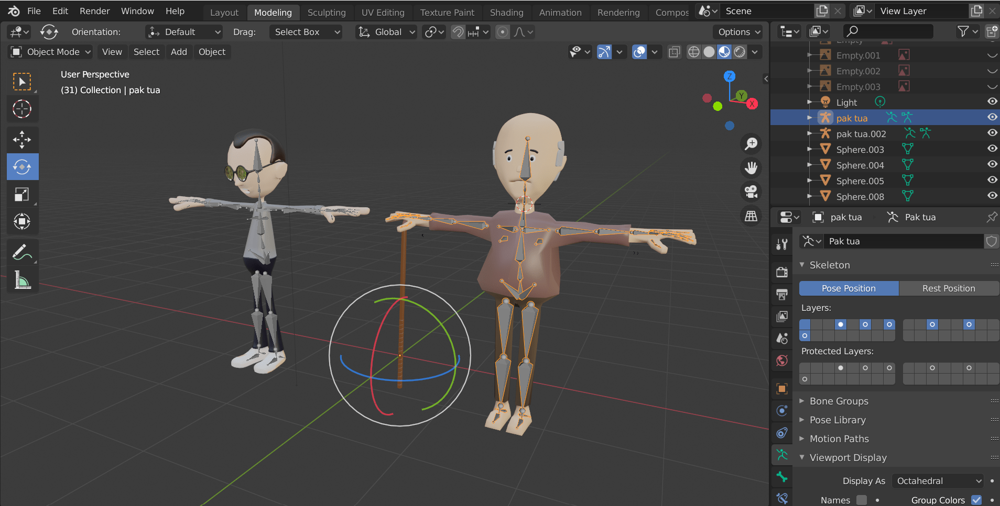 File Edit Render Window Help Layout Modeling Sculpting UV Editing Texture Paint Shading Animation Rendering Compos Scene View Layer
Orientation: Default Drag: Select Box Global Options
Object Mode View Select Add Object
User Perspective
(31) Collection | pak tua
Z
Y
X
Empty
Empty.001
Empty.002
Empty.003
Light
pak tua
pak tua.002
Sphere.003
Sphere.004
Sphere.005
Sphere.008
pak tua Pak tua
Pak tua
Skeleton
Pose Position Rest Position
Layers:
Protected Layers:
Bone Groups
Pose Library
Motion Paths
Viewport Display
Display As Octahedral
Names Group Colors